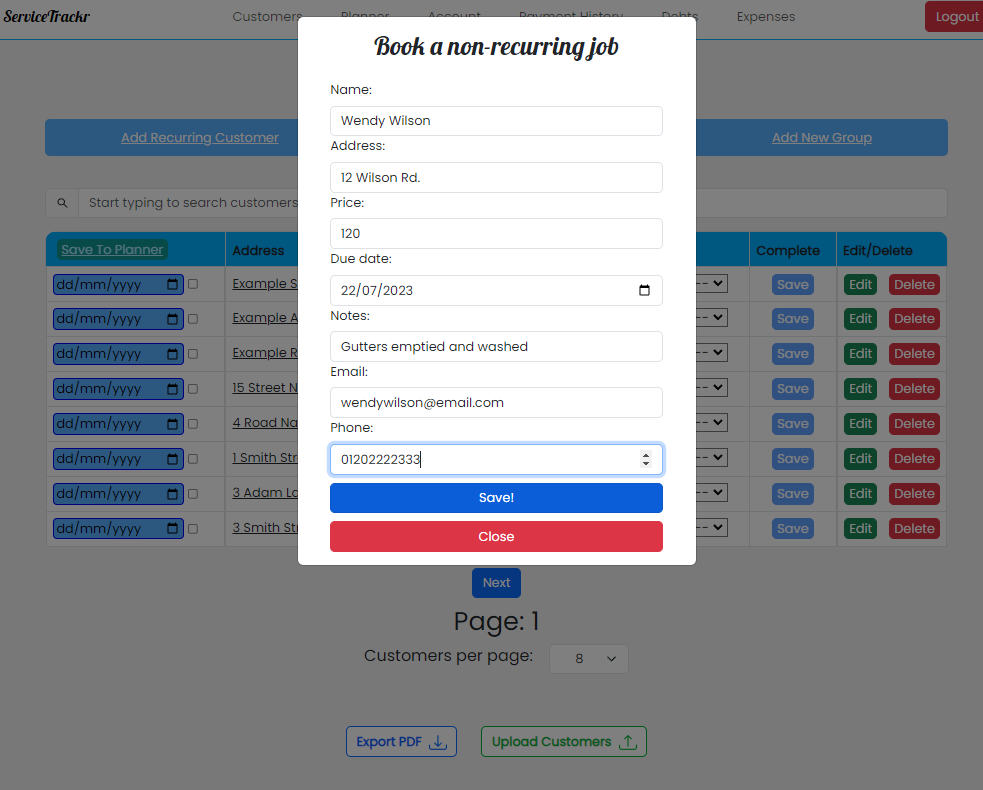 ServiceTrackr Customers Planner Account Payment History Debts Expenses Logout
Book a non-recurring job
Name:
Wendy Wilson
Address:
12 Wilson Rd.
Price:
120
Due date:
22/07/2023
Notes:
Gutters emptied and washed
Email:
wendywilson@email.com
Phone:
01202222333
Save!
Close
Add Recurring Customer Add New Group
Start typing to search customers
Save To Planner Address Complete Edit/Delete
dd/mm/yyyy Example -- Save Edit Delete
dd/mm/yyyy Example -- Save Edit Delete
dd/mm/yyyy Example -- Save Edit Delete
dd/mm/yyyy 15 Street -- Save Edit Delete
dd/mm/yyyy 4 Road -- Save Edit Delete
dd/mm/yyyy 1 Smith -- Save Edit Delete
dd/mm/yyyy 3 Adam -- Save Edit Delete
dd/mm/yyyy 3 Smith -- Save Edit Delete
Next
Page: 1
Customers per page: 8
Export PDF Upload Customers